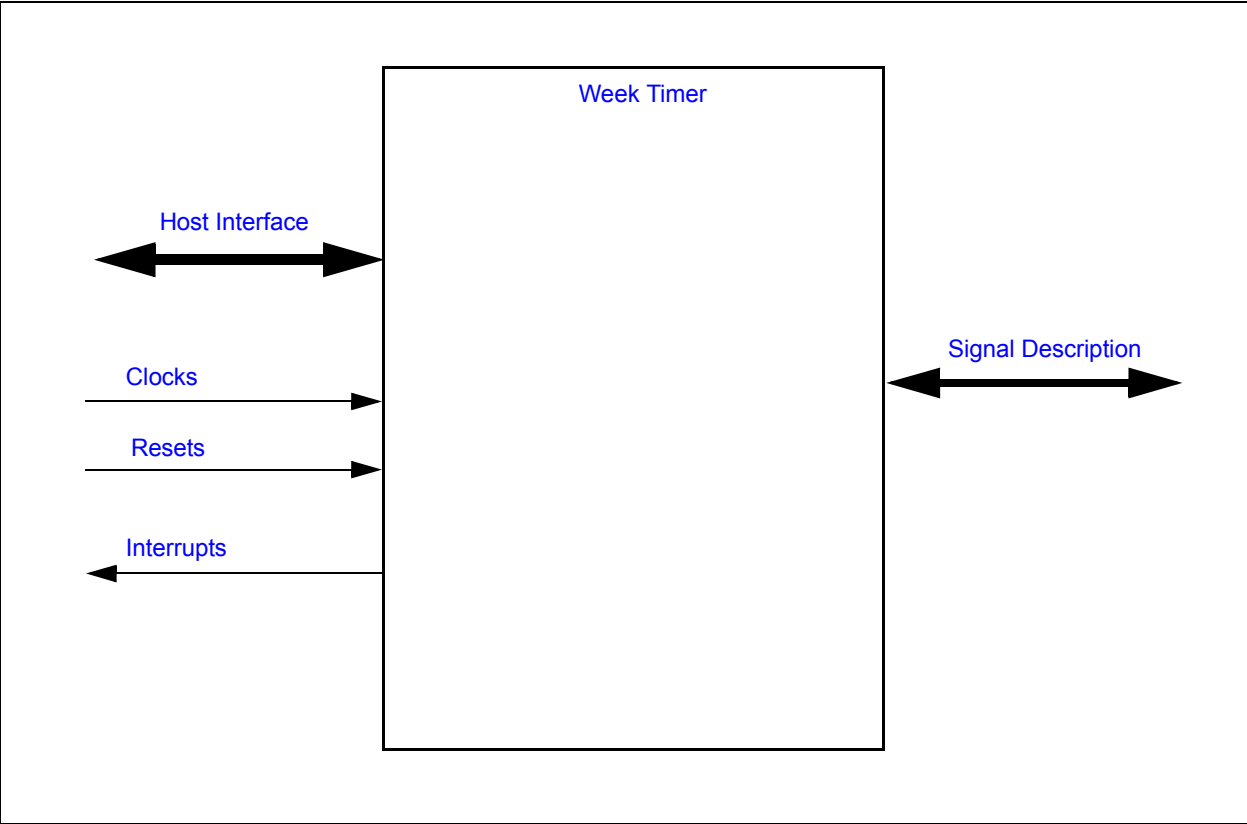 Week Timer
Host Interface
Signal Description
Clocks
Resets
Interrupts